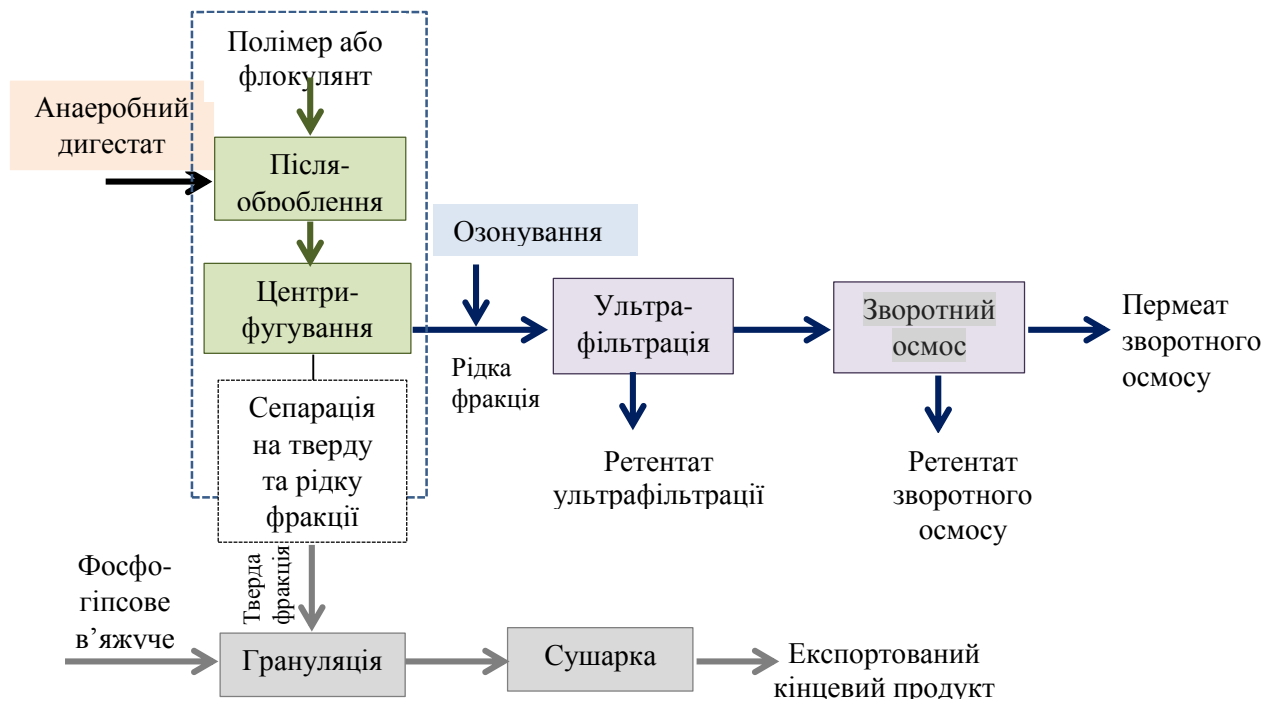 Полімер або
флокулянт
Анаеробний
дигестат
Після-
оброблення
Озонування
Центри-
фугування
Рідка
фракція
Ультра-
фільтрація
Зворотний
осмос
Пермеат
зворотного
осмосу
Сепарація
на тверду
та рідку
фракції
Ретентат
ультрафільтрації
Ретентат
зворотного
осмосу
Тверда
фракція
Фосфо-
гіпсове
в’яжуче
Грануляція
Сушарка
Експортований
кінцевий продукт